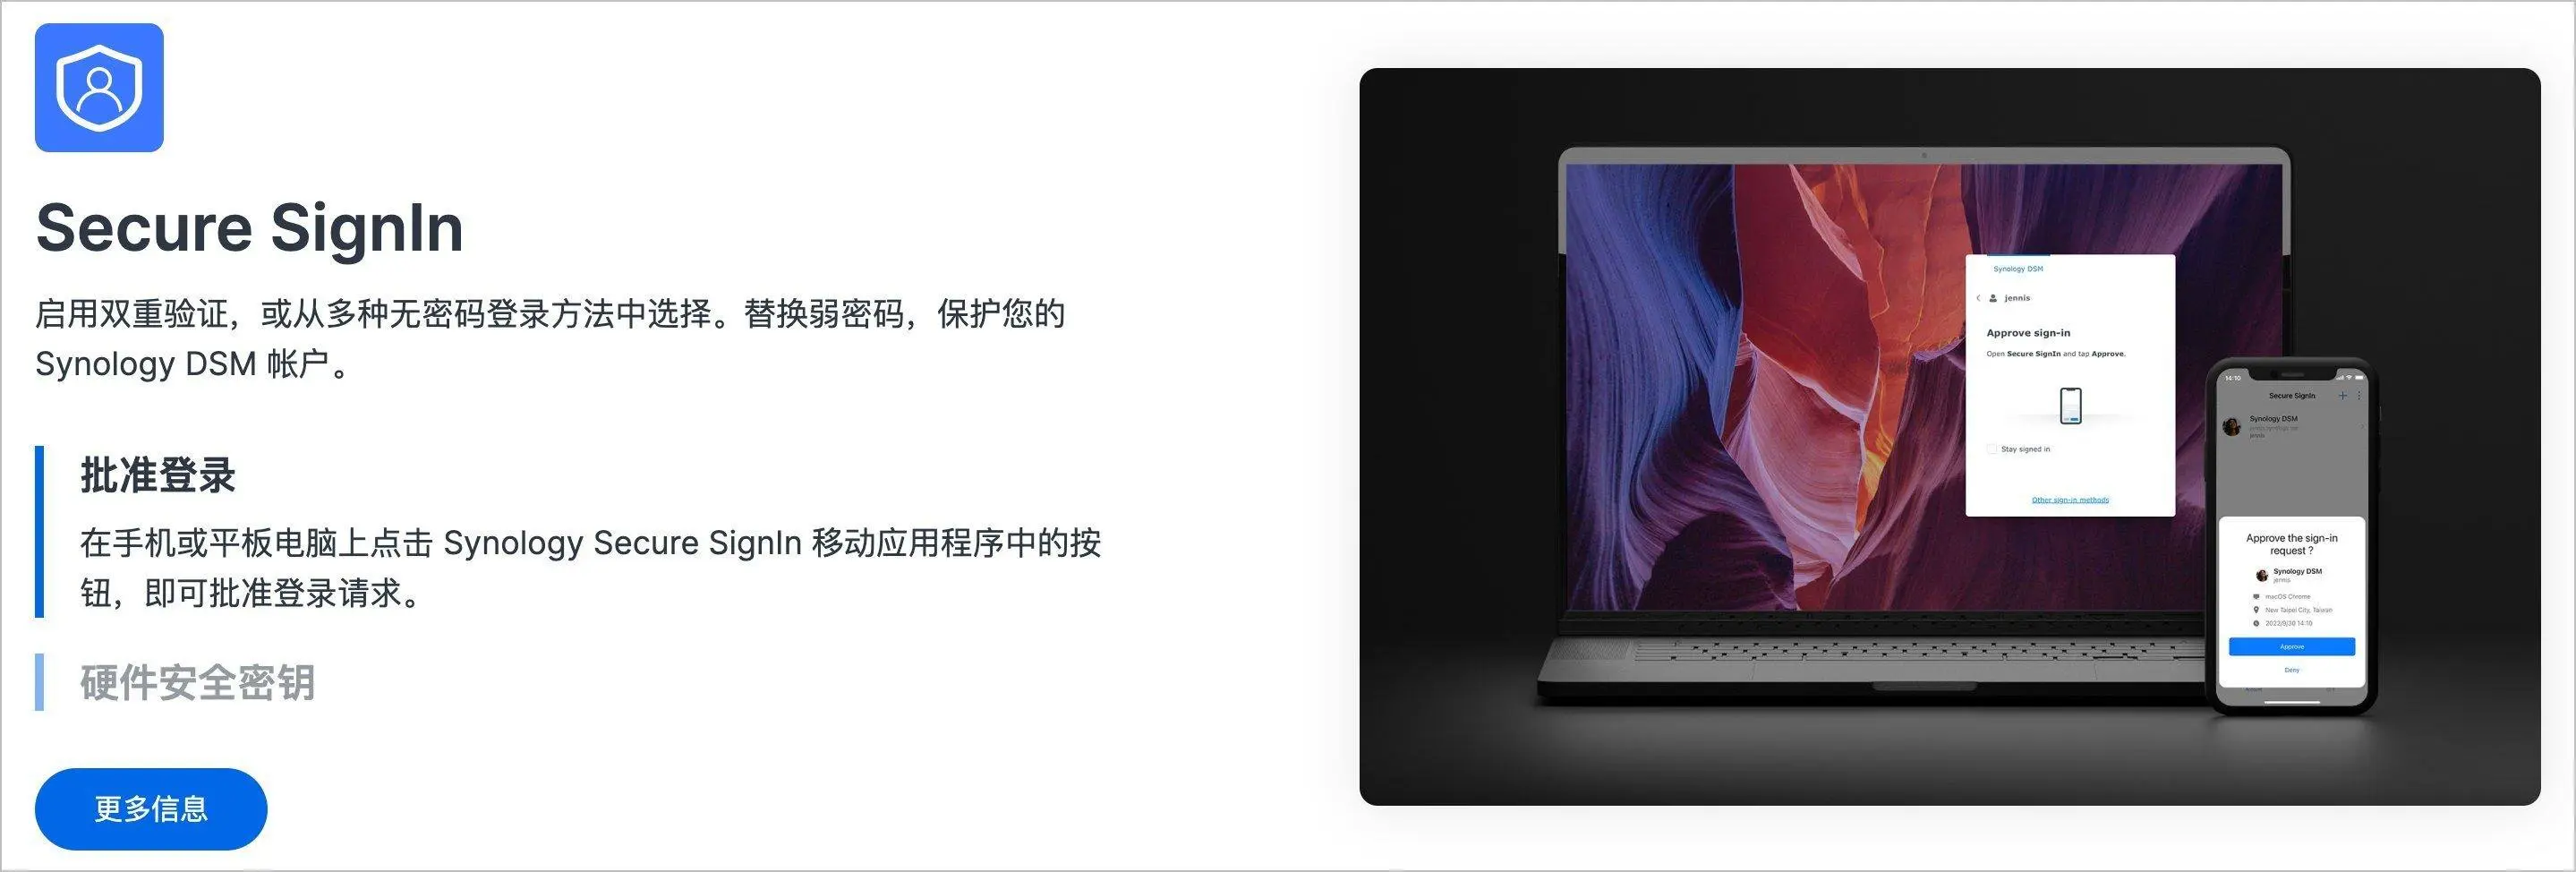 Secure SignIn
启用双重验证，或从多种无密码登录方法中选择。替换弱密码，保护您的
Synology DSM 帐户。
批准登录
在手机或平板电脑上点击 Synology Secure SignIn 移动应用程序中的按
钮，即可批准登录请求。
硬件安全密钥
更多信息
Synology DSM
jennis
Approve sign-in
Open Secure SignIn and tap Approve.
Stay signed in
Other sign-in methods
14:10
Secure SignIn
Synology DSM
jennis
Approve the sign-in
request ?
Synology DSM
jennis
macOS Chrome
New Taipei City, Taiwan
2022/9/30 14:10
Approve
Deny